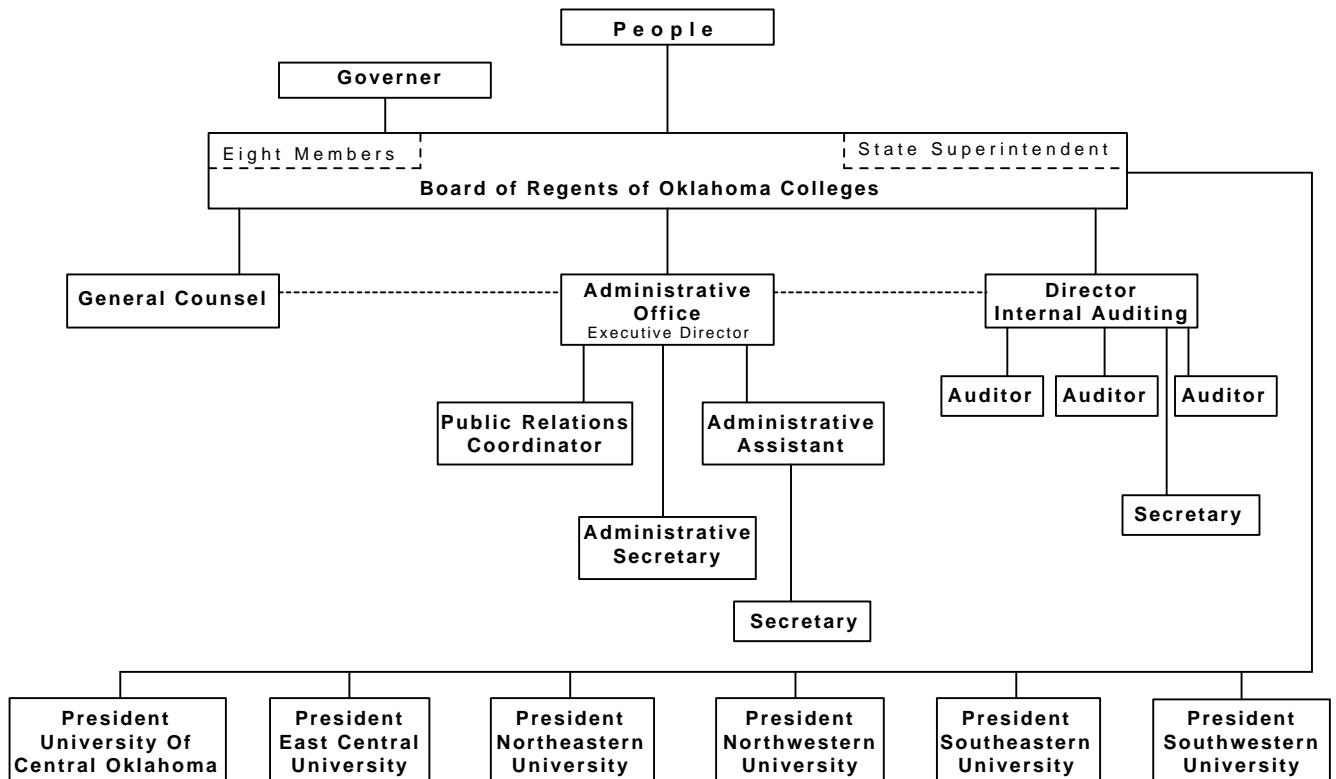 People
Governer
Eight Members
State Superintendent
Board of Regents of Oklahoma Colleges
General Counsel
Administrative
Office
Executive Director
Director
Internal Auditing
Auditor
Auditor
Auditor
Public Relations
Coordinator
Administrative
Assistant
Administrative
Secretary
Secretary
Secretary
President
University Of
Central Oklahoma
President
East Central
University
President
Northeastern
University
President
Northwestern
University
President
Southeastern
University
President
Southwestern
University